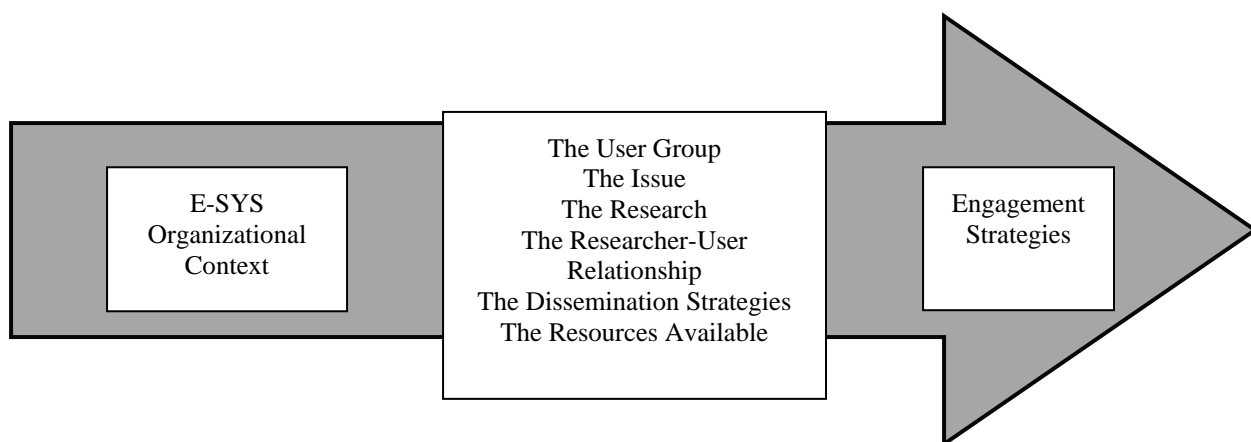 E-SYS
Organizational
Context
The User Group
The Issue
The Research
The Researcher-User
Relationship
The Dissemination Strategies
The Resources Available
Engagement
Strategies